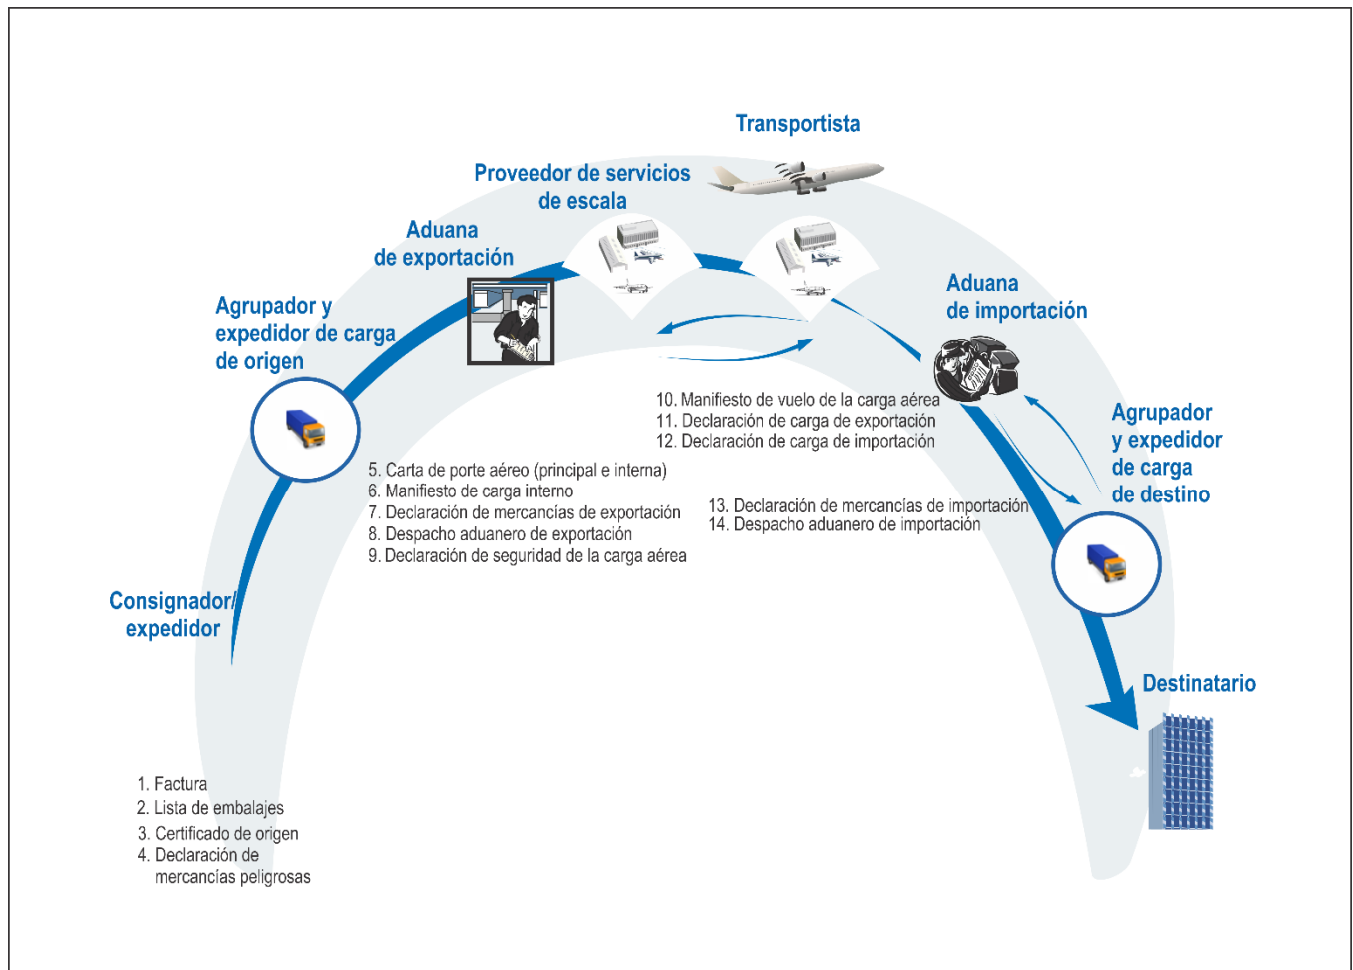 Transportista
Proveedor de servicios
de escala
Aduana
de exportación
Aduana
de importación
Agrupador y
expedidor de carga
de origen
10. Manifiesto de vuelo de la carga aérea
11. Declaración de carga de exportación
12. Declaración de carga de importación
Agrupador
y expedidor
de carga
de destino
5. Carta de porte aéreo (principal e interna)
6. Manifiesto de carga interno
7. Declaración de mercancías de exportación
8. Despacho aduanero de exportación
9. Declaración de seguridad de la carga aérea
13. Declaración de mercancías de importación
14. Despacho aduanero de importación
Consignador/
expedidor
Destinatario
1. Factura
2. Lista de embalajes
3. Certificado de origen
4. Declaración de
mercancías peligrosas